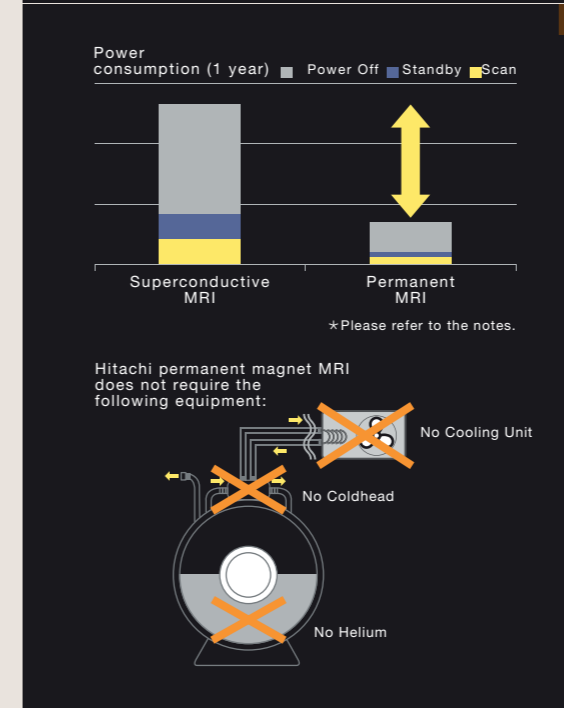 Power
consumption (1 year) Power Off Standby Scan
Superconductive
MRI
Permanent
MRI
*Please refer to the notes.
Hitachi permanent magnet MRI
does not require the
following equipment:
No Cooling Unit
No Coldhead
No Helium